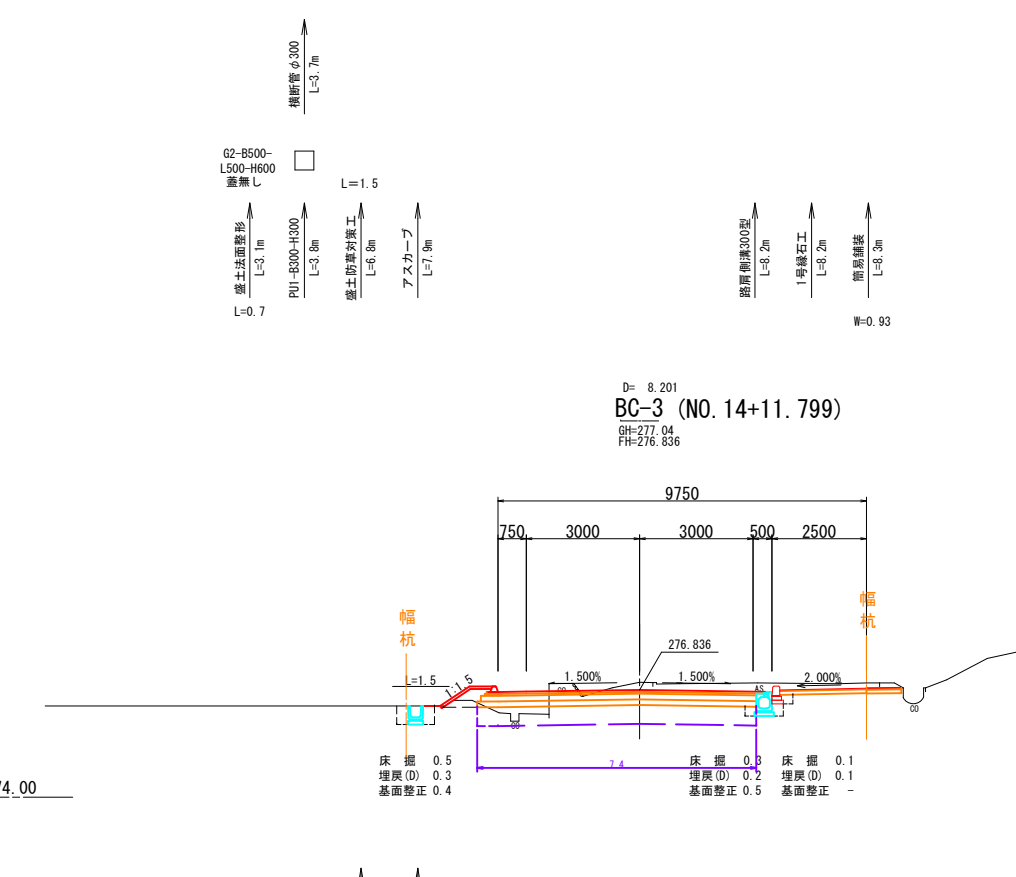 横断管φ300
L=3.7m
G2-B500-
L500-H600
蓋無し
L=1.5
盛土法面整形
L=3.1m
PU1-B300-H300
L=3.8m
盛土防草対策工
L=6.8m
アスカーブ
L=7.9m
路肩側溝300型
L=8.2m
1号縁石工
L=8.2m
簡易舗装
L=8.3m
L=0.7
W=0.93
D= 8.201
BC-3 (NO.14+11.799)
GH=277.04
FH=276.836
9750
750 3000 3000 500 2500
幅杭
幅杭
276.836
L=1.5
1:1.5
1.500%
1.500%
2.000%
AS
CO
CO
CO
7.4
床 掘 0.5
埋戻(D) 0.3
基面整正 0.4
床 掘 0.3
埋戻(D) 0.2
基面整正 0.5
床 掘 0.1
埋戻(D) 0.1
基面整正 -
4.00